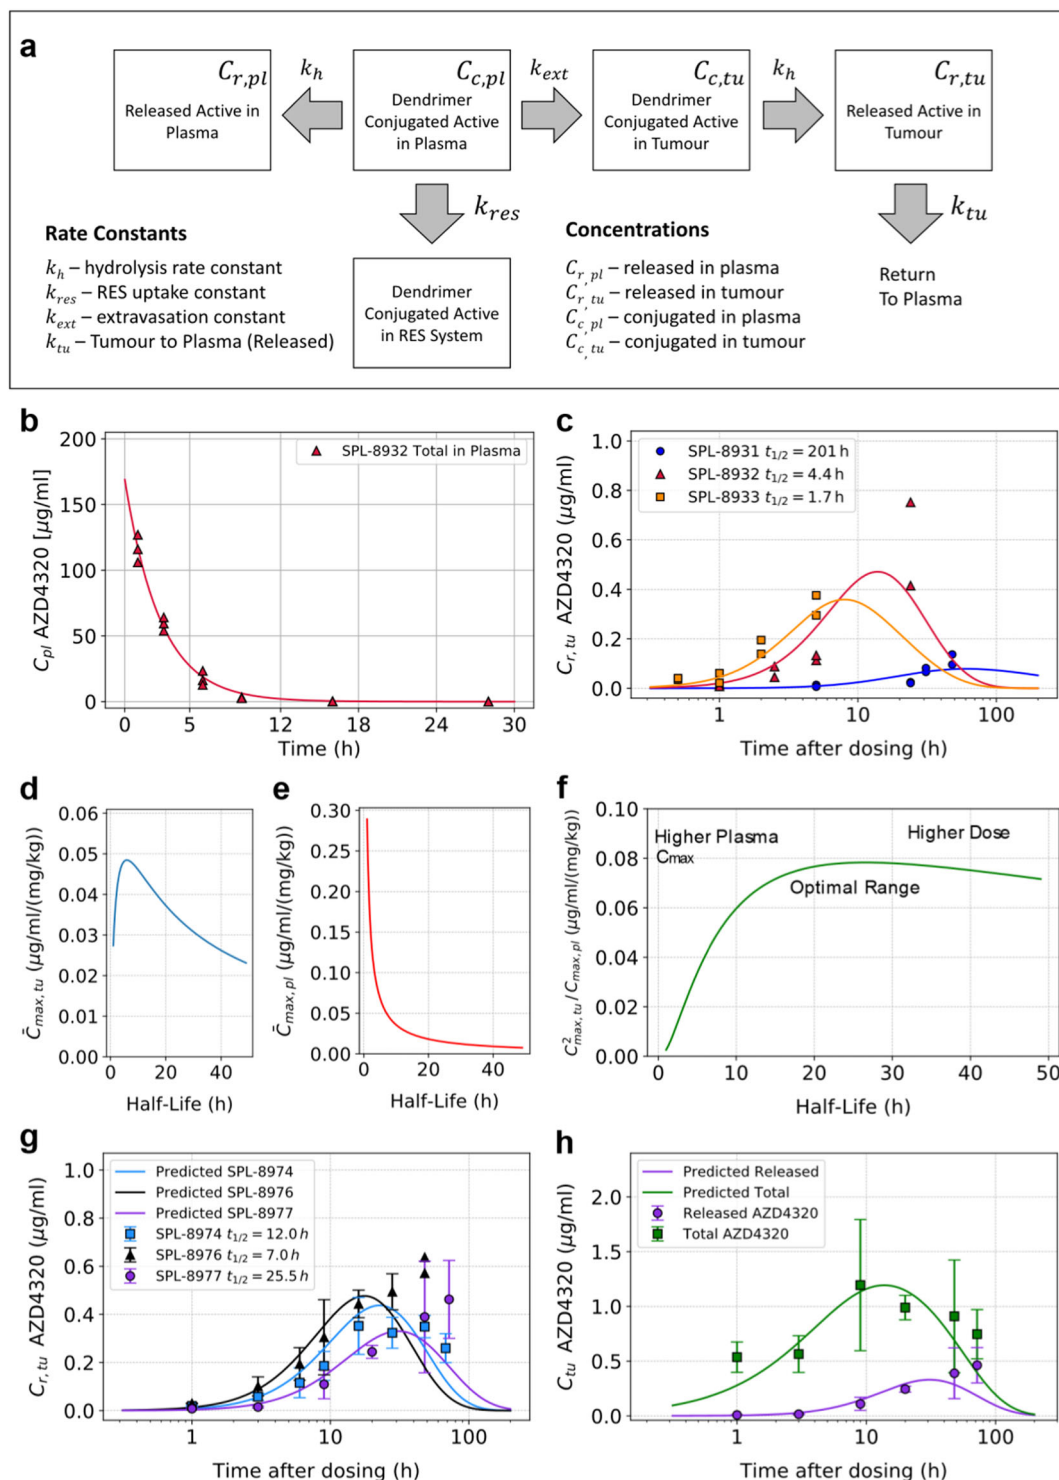 a
C_{r,pl}
Released Active in
Plasma
k_h
C_{c,pl}
Dendrimer
Conjugated Active
in Plasma
k_{ext}
C_{c,tu}
Dendrimer
Conjugated Active
in Tumour
k_h
C_{r,tu}
Released Active in
Tumour
k_{res}
k_{tu}
Rate Constants
k_h – hydrolysis rate constant
k_{res} – RES uptake constant
k_{ext} – extravasation constant
k_{tu} – Tumour to Plasma (Released)
Dendrimer
Conjugated Active
in RES System
Concentrations
C_{r, pl} – released in plasma
C_{r, tu} – released in tumour
C_{c, pl} – conjugated in plasma
C_{c, tu} – conjugated in tumour
Return
To Plasma
b
C_{pl} AZD4320 [μg/ml]
200
150
100
50
0
SPL-8932 Total in Plasma
0 5 12 18 24 30
Time (h)
c
C_{r,tu} AZD4320 (μg/ml)
1.0
0.8
0.6
0.4
0.2
0.0
SPL-8931 t_{1/2} = 201 h
SPL-8932 t_{1/2} = 4.4 h
SPL-8933 t_{1/2} = 1.7 h
1 10 100
Time after dosing (h)
d
C̄_{max,tu} (μg/ml/(mg/kg))
0.06
0.05
0.04
0.03
0.02
0.01
0.00
0 20 40
Half-Life (h)
e
C̄_{max,pl} (μg/ml/(mg/kg))
0.30
0.25
0.20
0.15
0.10
0.05
0.00
0 20 40
Half-Life (h)
f
C²_{max,tu} / C_{max,pl} (μg/ml/(mg/kg))
0.10
0.08
0.06
0.04
0.02
0.00
Higher Plasma
Cmax
Higher Dose
Optimal Range
0 10 20 30 40 50
Half-Life (h)
g
C_{r,tu} AZD4320 (μg/ml)
1.0
0.8
0.6
0.4
0.2
0.0
Predicted SPL-8974
Predicted SPL-8976
Predicted SPL-8977
SPL-8974 t_{1/2} = 12.0 h
SPL-8976 t_{1/2} = 7.0 h
SPL-8977 t_{1/2} = 25.5 h
1 10 100
Time after dosing (h)
h
C_{tu} AZD4320 (μg/ml)
2.0
1.5
1.0
0.5
0.0
Predicted Released
Predicted Total
Released AZD4320
Total AZD4320
1 10 100
Time after dosing (h)